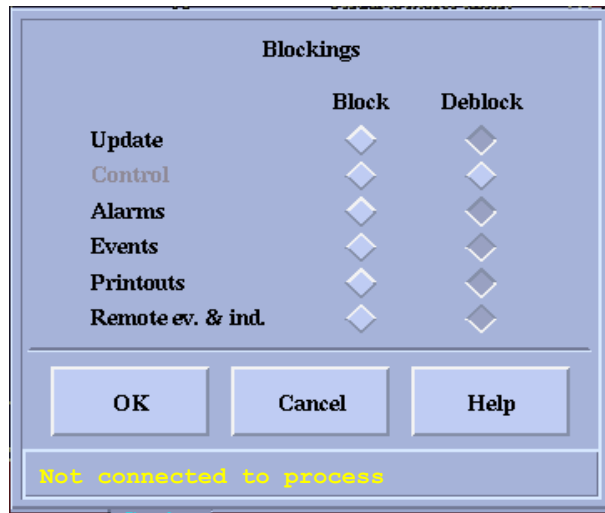 Blockings
Block Deblock
Update
Control
Alarms
Events
Printouts
Remote ev. & ind.
OK Cancel Help
Not connected to process